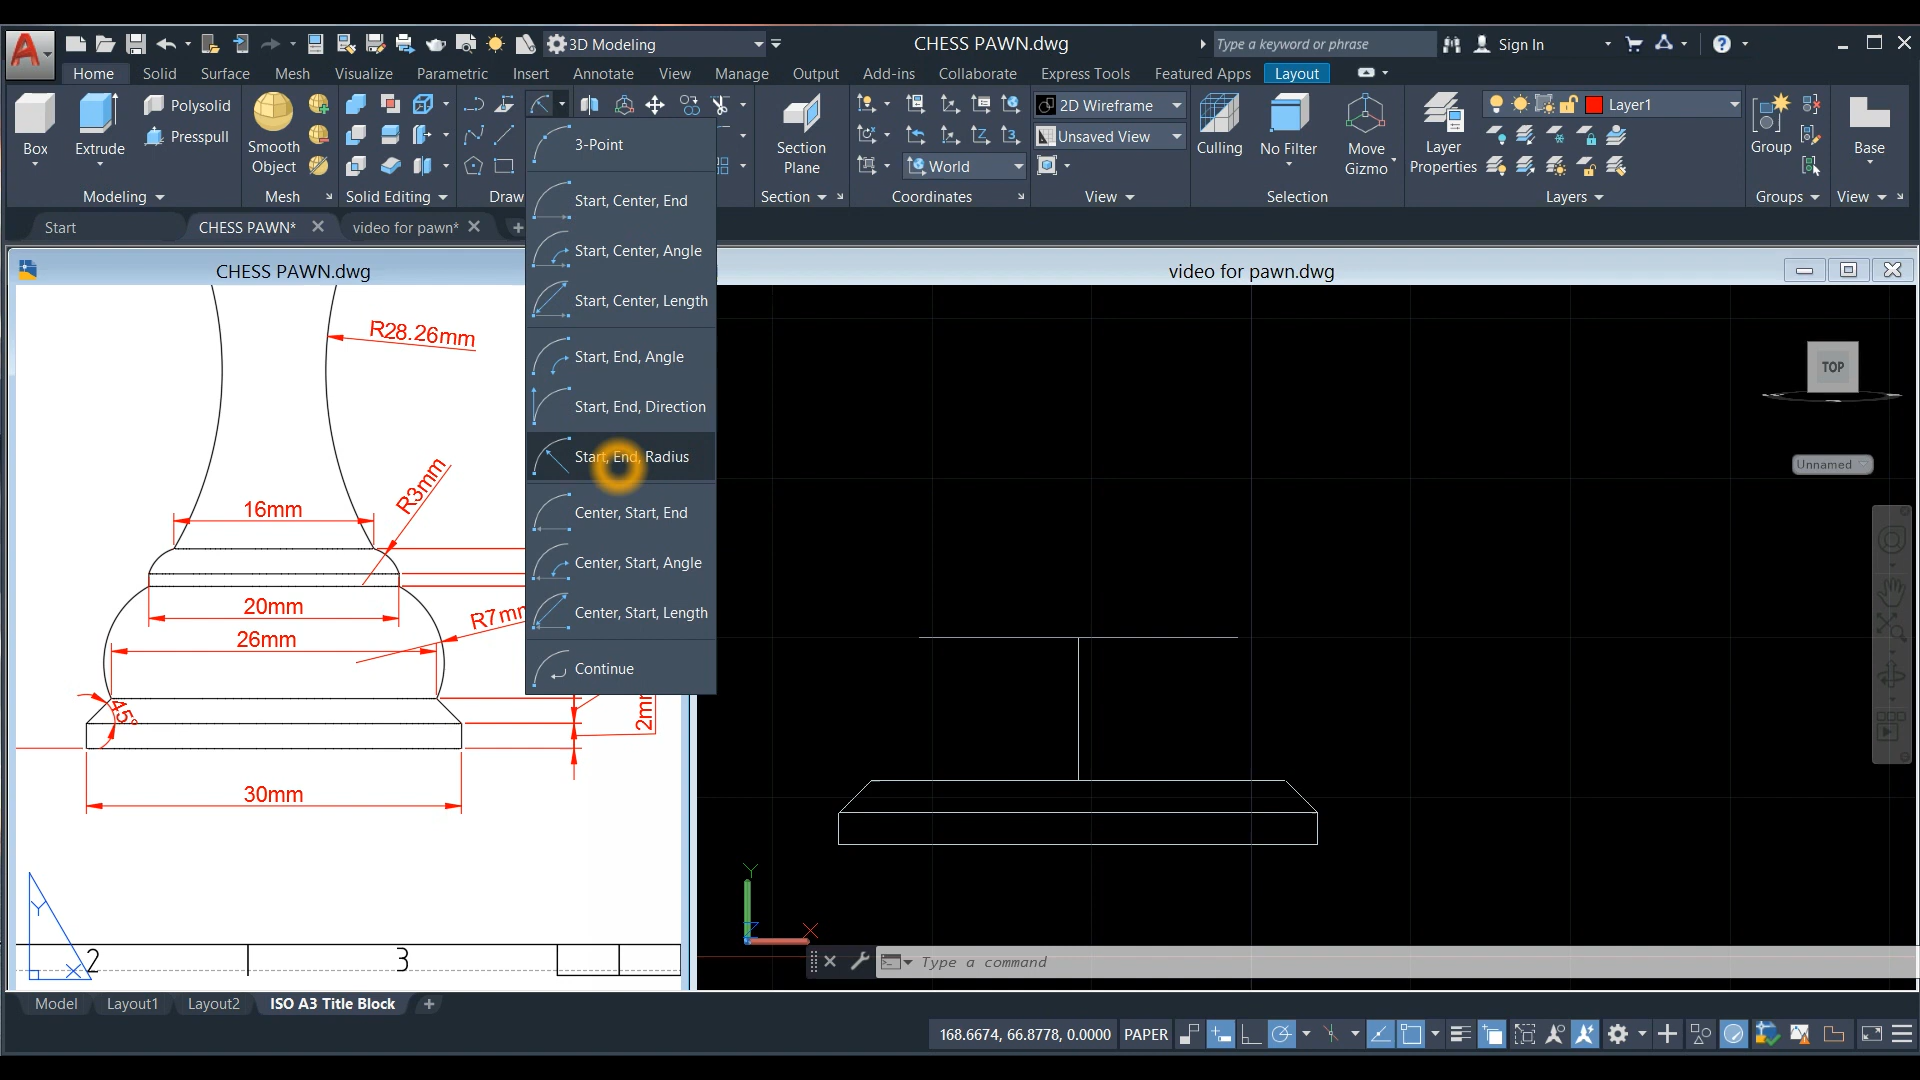 3D Modeling
CHESS PAWN.dwg
Type a keyword or phrase
Sign In
Home Solid Surface Mesh Visualize Parametric Insert Annotate View Manage Output Add-ins Collaborate Express Tools Featured Apps Layout
Box
Extrude
Polysolid
Presspull
Smooth Object
Section Plane
World
2D Wireframe
Unsaved View
Culling
No Filter
Move Gizmo
Layer Properties
Layer1
Group
Base
Modeling
Mesh
Solid Editing
Draw
Section
Coordinates
View
Selection
Layers
Groups
View
Start
CHESS PAWN*
video for pawn*
3-Point
Start, Center, End
Start, Center, Angle
Start, Center, Length
Start, End, Angle
Start, End, Direction
Start, End, Radius
Center, Start, End
Center, Start, Angle
Center, Start, Length
Continue
CHESS PAWN.dwg
R28.26mm
R3mm
16mm
20mm
26mm
45°
30mm
Y
X
2
3
video for pawn.dwg
TOP
Unnamed
Y
Z
X
Type a command
Model Layout1 Layout2 ISO A3 Title Block
168.6674, 66.8778, 0.0000 PAPER